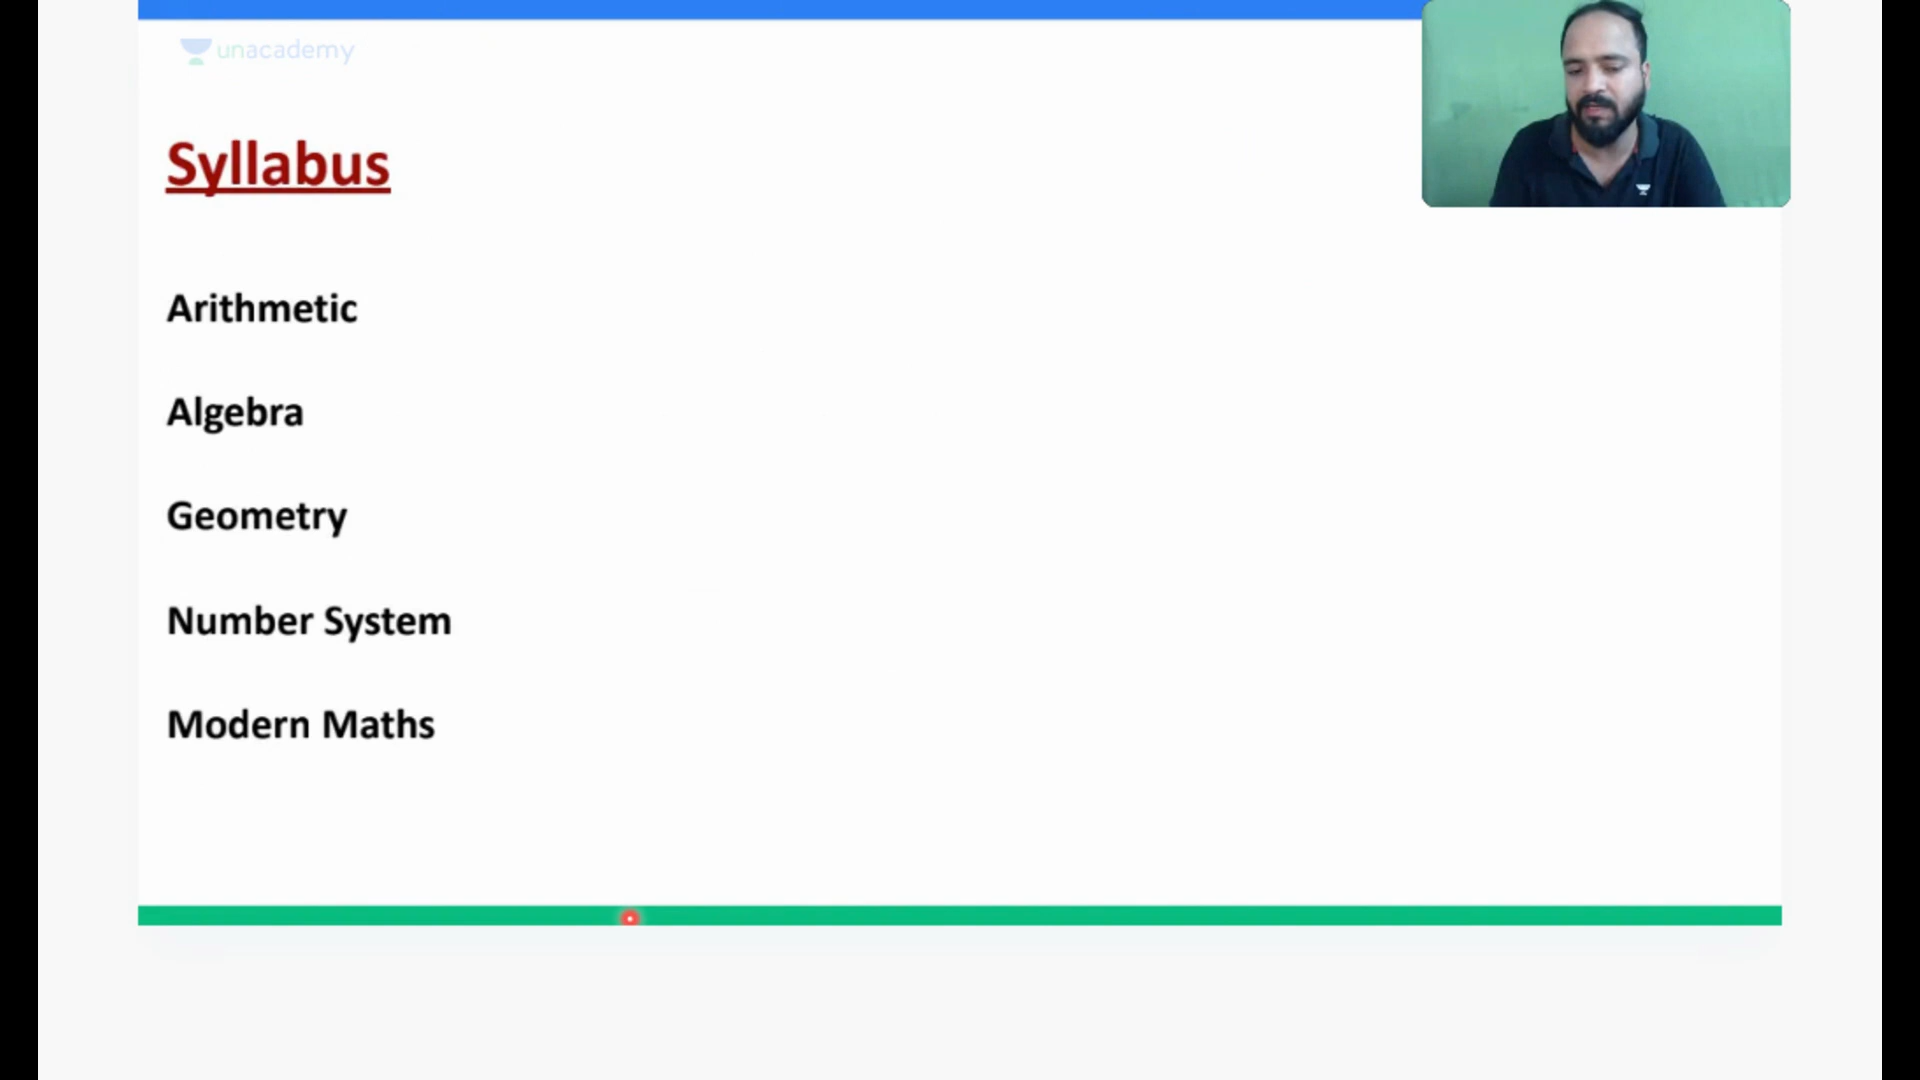 unacademy
Syllabus
Arithmetic
Algebra
Geometry
Number System
Modern Maths